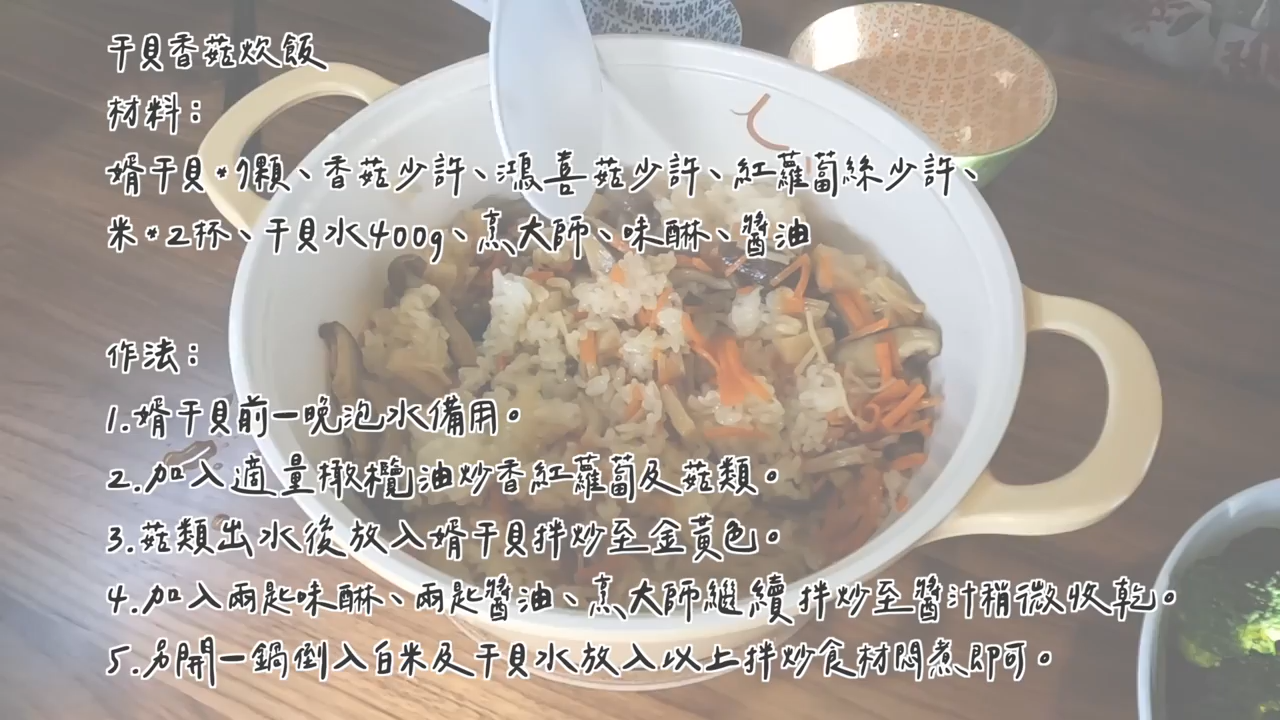 干貝香菇炊飯
材料：
婿干貝*9顆、香菇少許、鴻喜菇少許、紅蘿蔔絲少許、
米*2杯、干貝水400g、烹大師、味醂、醬油
作法：
1.婿干貝前一晚泡水備用。
2.加入適量橄欖油炒香紅蘿蔔及菇類。
3.菇類出水後放入婿干貝拌炒至金黃色。
4.加入兩匙味醂、兩匙醬油、烹大師繼續拌炒至醬汁稍微收乾。
5.另開一鍋倒入白米及干貝水放入以上拌炒食材悶煮即可。